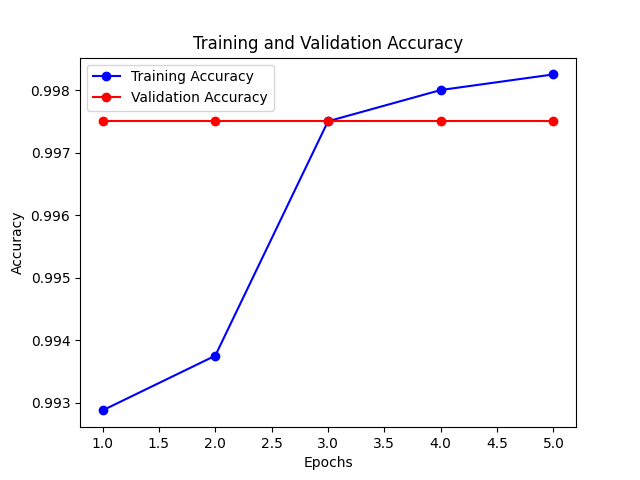 Training and Validation Accuracy
Training Accuracy
Validation Accuracy
0.998
0.997
0.996
0.995
0.994
0.993
Accuracy
1.0 1.5 2.0 2.5 3.0 3.5 4.0 4.5 5.0
Epochs